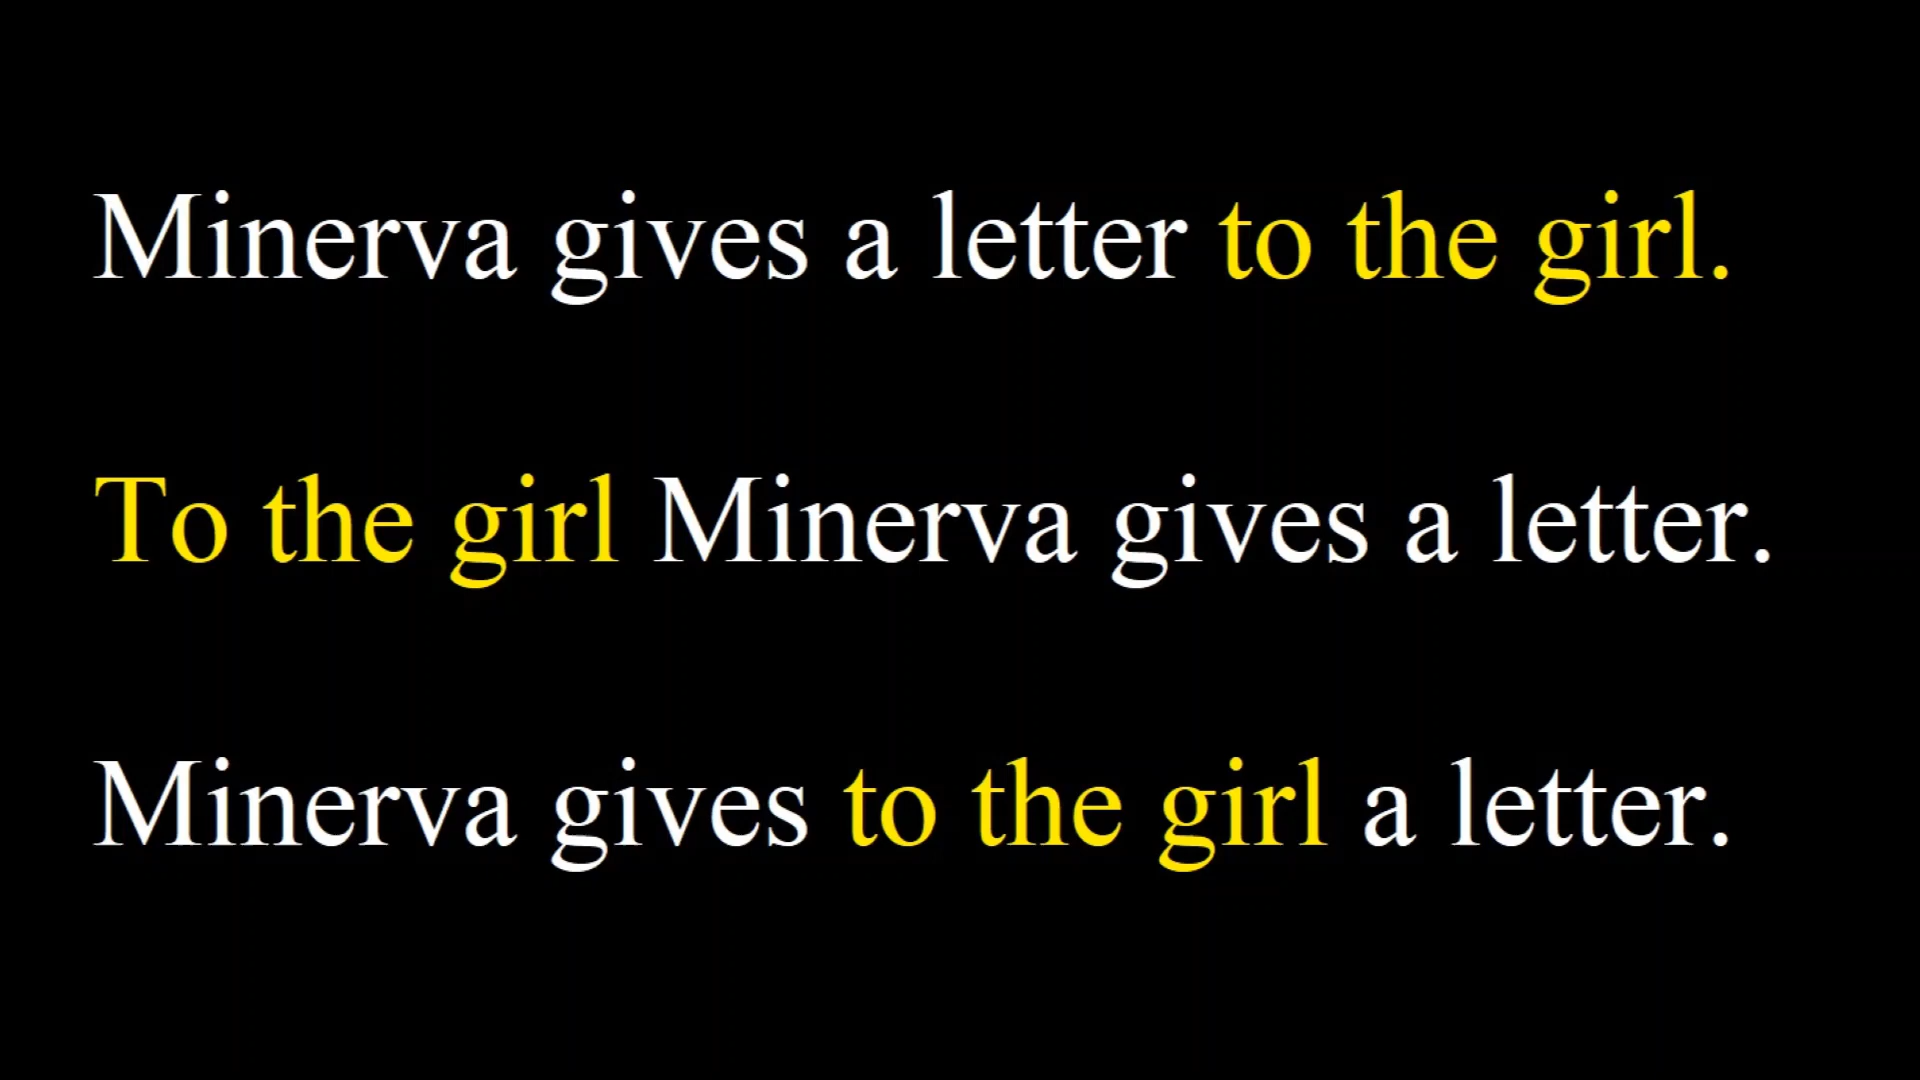 Minerva gives a letter to the girl.
To the girl Minerva gives a letter.
Minerva gives to the girl a letter.